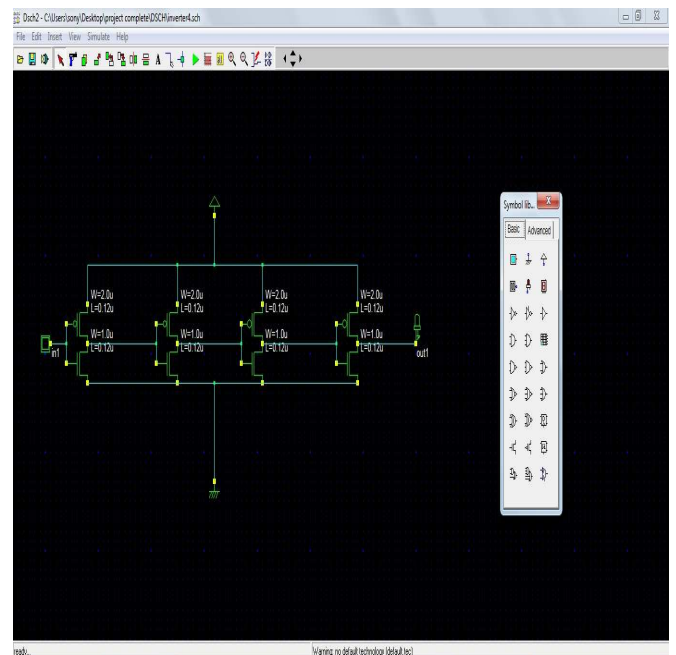 Dsch2 - C:\Users\sony\Desktop\project complete\DSCH\inverter4.sch
File Edit Insert View Simulate Help
Symbol lib...
Basic Advanced
W=2.0u W=2.0u W=2.0u W=2.0u
L=0.12u L=0.12u L=0.12u L=0.12u
W=1.0u W=1.0u W=1.0u W=1.0u
L=0.12u L=0.12u L=0.12u L=0.12u
in1 out1
ready... Warning: no default technology (default.tec)